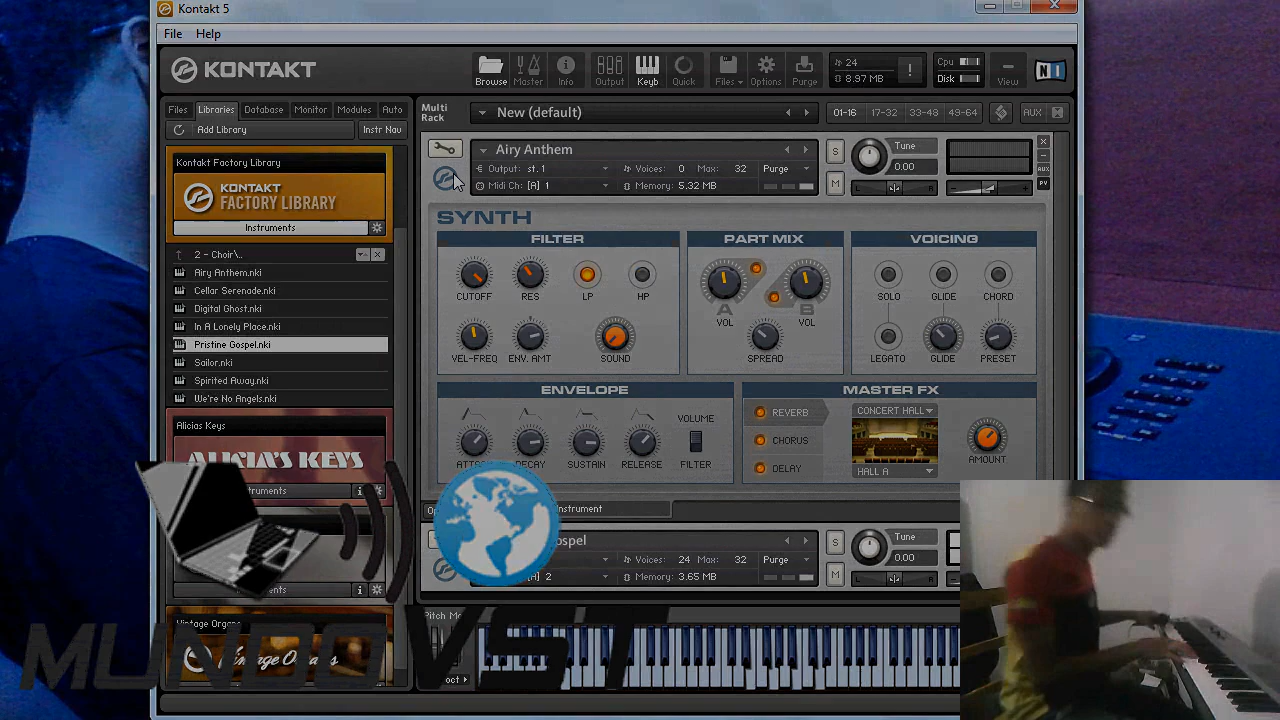 Kontakt 5
File Help
KONTAKT
Browse Master Info Output Keyb Quick Files Options Purge
24
8.97 MB
!
Cpu
Disk
View
NI
Files Libraries Database Monitor Modules Auto
Add Library
Instr Nav
Kontakt Factory Library
KONTAKT
FACTORY LIBRARY
Instruments
2 - Choir\..
Airy Anthem.nki
Cellar Serenade.nki
Digital Ghost.nki
In A Lonely Place.nki
Pristine Gospel.nki
Sailor.nki
Spirited Away.nki
We're No Angels.nki
Alicias Keys
ALICIA'S KEYS
Vintage Organs
Multi
Rack
New (default)
01-16 17-32 33-48 49-64
AUX
Airy Anthem
Output: st.1
Voices: 0 Max: 32 Purge
Midi Ch: [A] 1
Memory: 5.32 MB
S
M
Tune
0.00
L R
- +
AUX
PV
SYNTH
FILTER
CUTOFF RES LP HP
VEL-FREQ ENV. AMT SOUND
PART MIX
A B
VOL VOL
SPREAD
VOICING
SOLO GLIDE CHORD
LEGATO GLIDE PRESET
ENVELOPE
ATTACK DECAY SUSTAIN RELEASE
VOLUME
FILTER
MASTER FX
REVERB
CHORUS
DELAY
CONCERT HALL
HALL A
AMOUNT
Instrument
Gospel
Voices: 24 Max: 32 Purge
[A] 2
Memory: 3.65 MB
S
M
Tune
0.00
L R
MUNDOVST